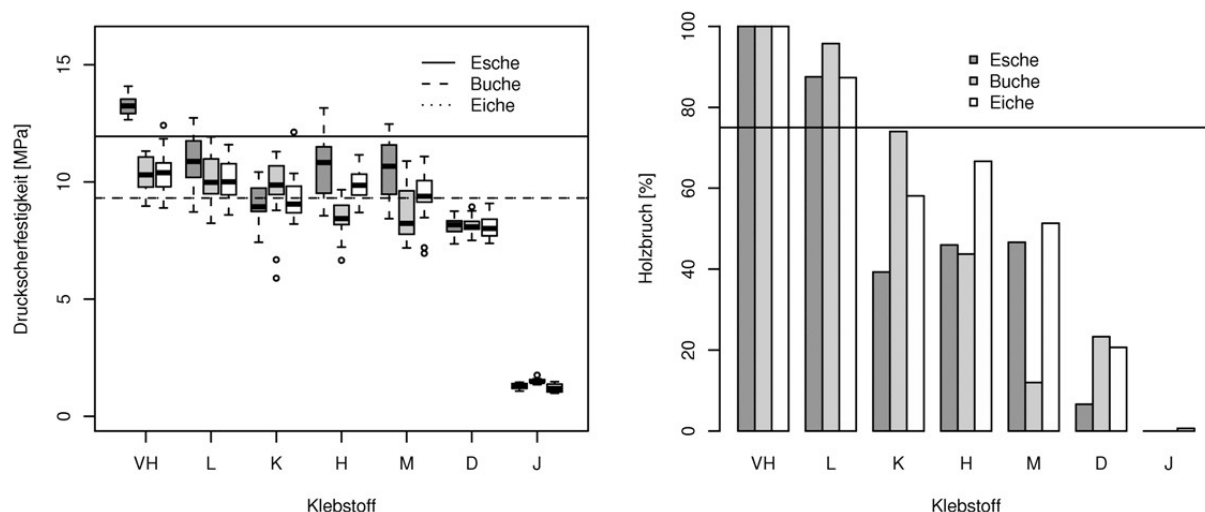 Druckscherfestigkeit [MPa]
15
10
5
0
Esche
Buche
Eiche
VH L K H M D J
Klebstoff
Holzbruch [%]
100
80
60
40
20
0
Esche
Buche
Eiche
VH L K H M D J
Klebstoff